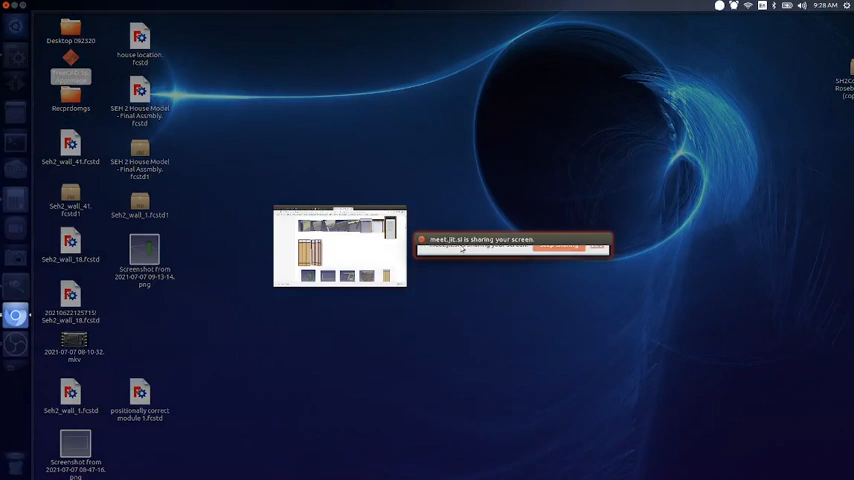 9:28 AM
Desktop 092320
house location.
fcstd
Recprdomgs
SEH 2 House Model
- Final Assmbly.
fcstd
Seh2_wall_41.fcstd
SEH 2 House Model
- Final Assmbly.
fcstd1
Seh2_wall_41.
fcstd1
Seh2_wall_1.fcstd1
Seh2_wall_18.fcstd
Screenshot from
2021-07-07 09-13-14.
png
20210622125715!
Seh2_wall_18.fcstd
2021-07-07 08-10-32.
mkv
Seh2_wall_1.fcstd
positionally correct
module 1.fcstd
Screenshot from
2021-07-07 08-47-16.
png
meet.jit.si is sharing your screen.